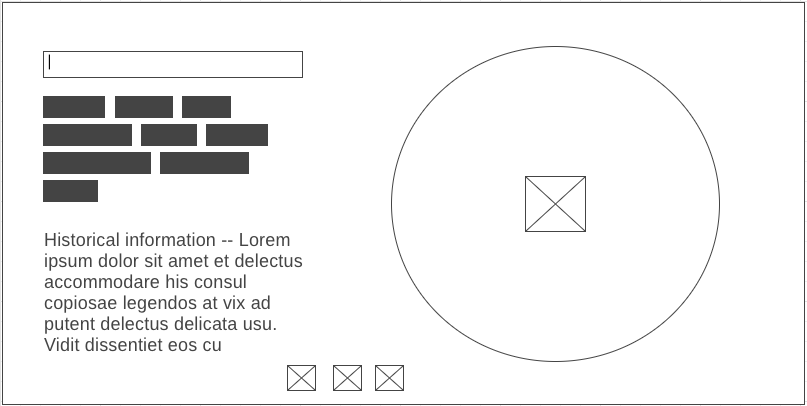 Historical information -- Lorem
ipsum dolor sit amet et delectus
accommodare his consul
copiosae legendos at vix ad
putent delectus delicata usu.
Vidit dissentiet eos cu